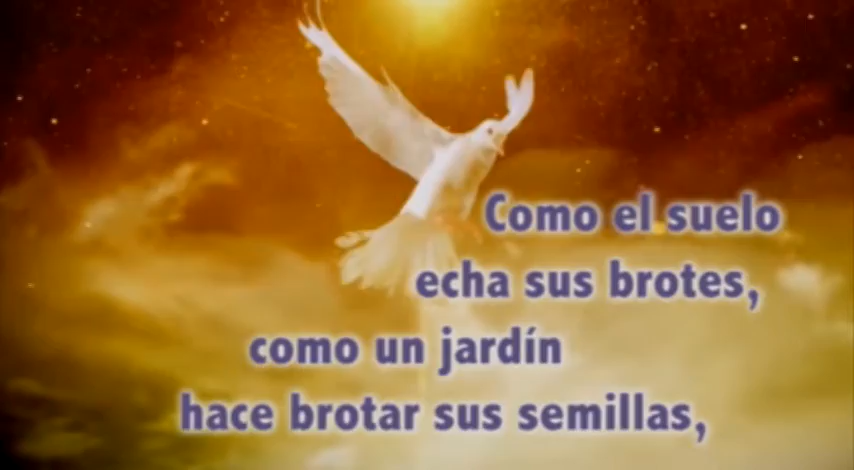 Como el suelo
echa sus brotes,
como un jardín
hace brotar sus semillas,